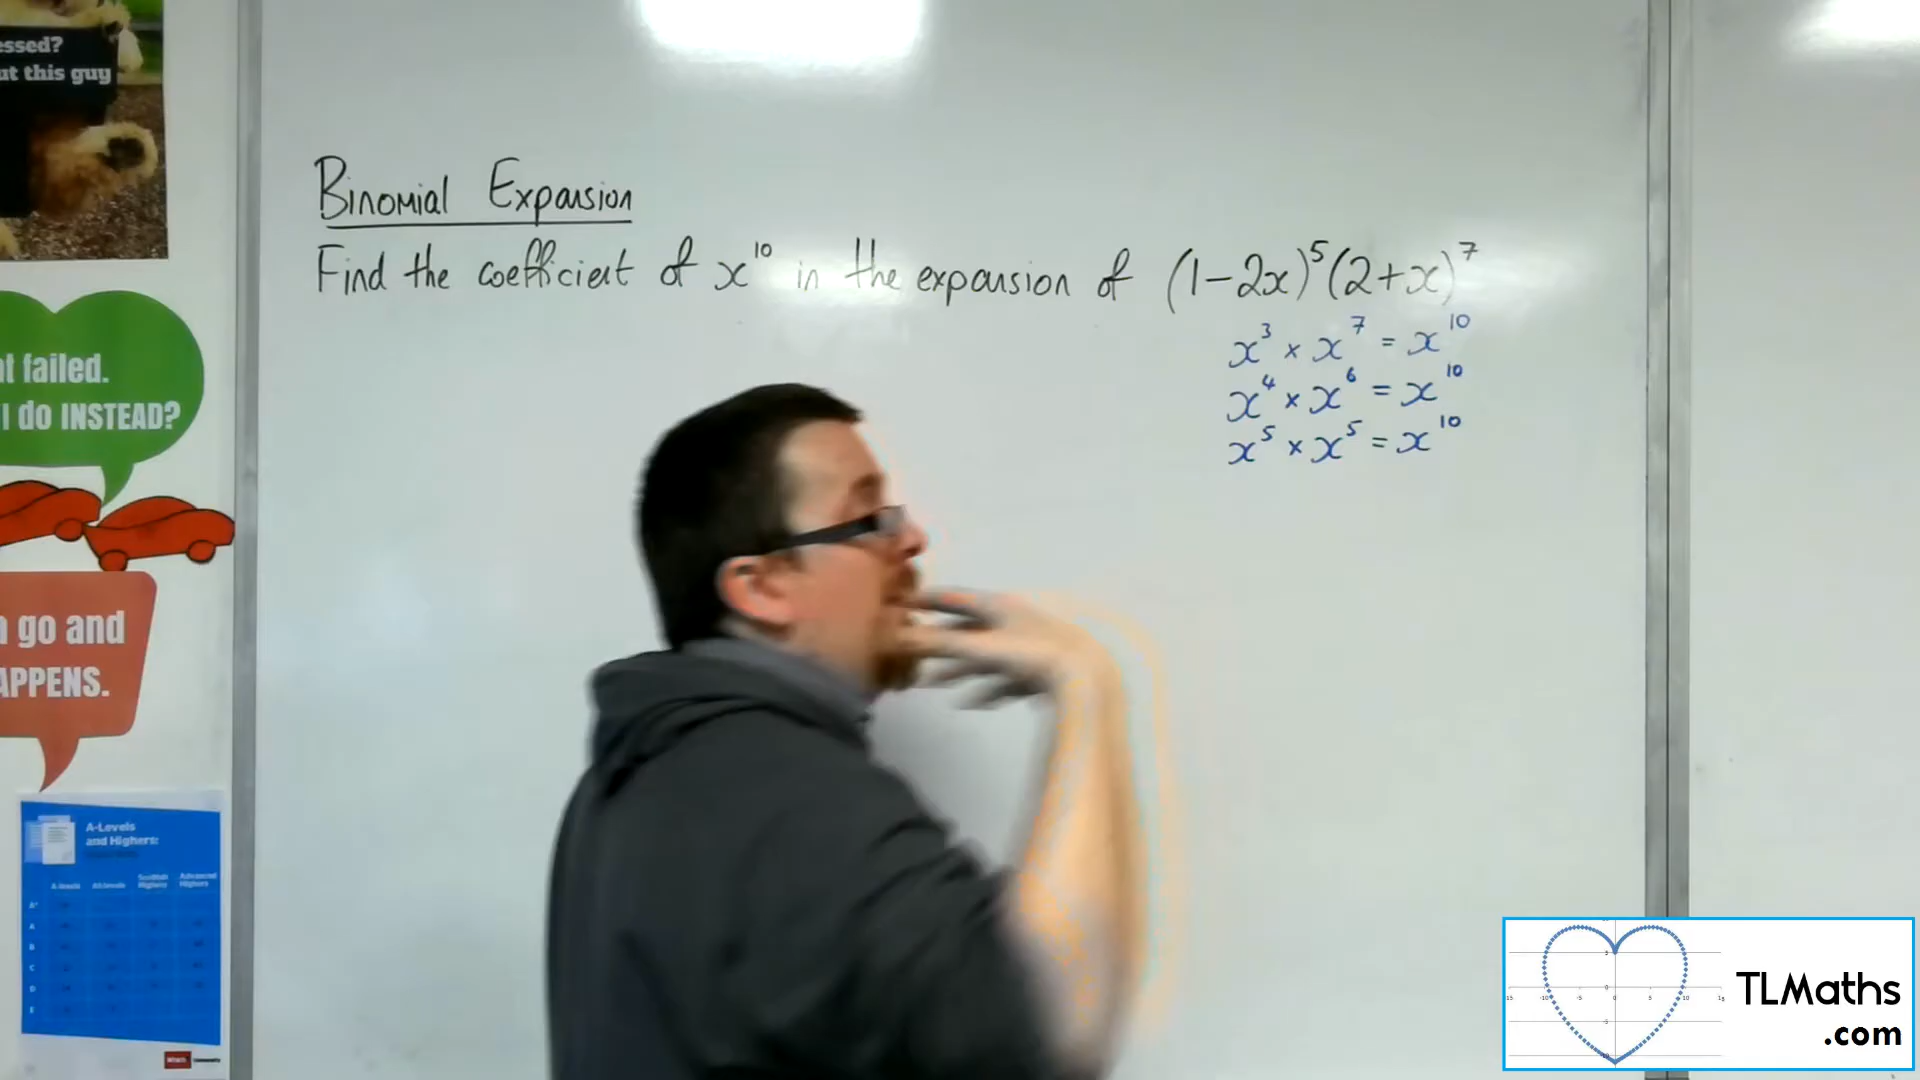 essed?
ut this guy
Binomial Expansion
Find the coefficient of x¹⁰ in the expansion of (1-2x)⁵(2+x)⁷
x³ × x⁷ = x¹⁰
x⁴ × x⁶ = x¹⁰
x⁵ × x⁵ = x¹⁰
t failed.
I do INSTEAD?
go and
APPENS.
A-Levels
and Highers:
TLMaths
.com